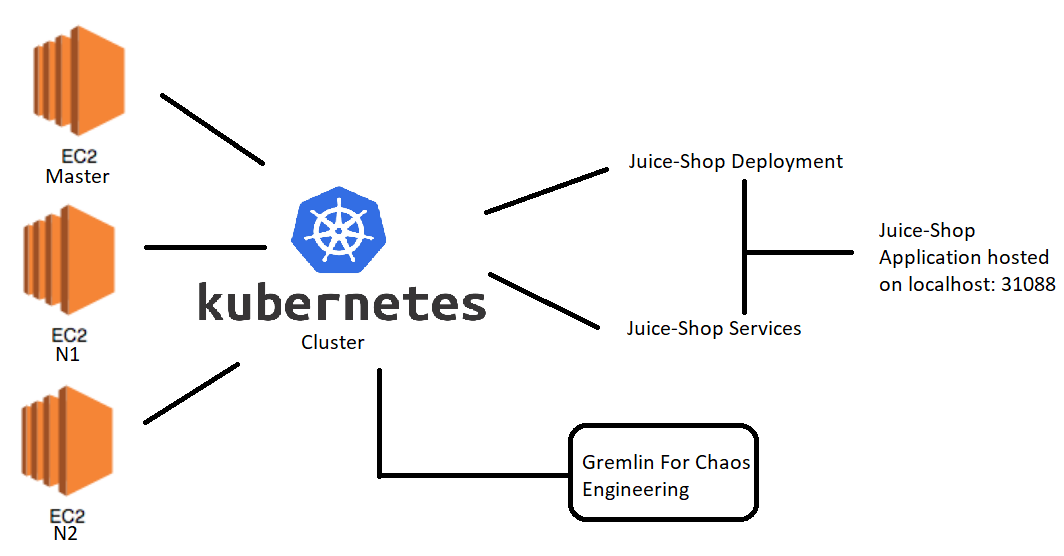 EC2
Master
EC2
N1
EC2
N2
kubernetes
Cluster
Juice-Shop Deployment
Juice-Shop Services
Juice-Shop
Application hosted
on localhost: 31088
Gremlin For Chaos
Engineering